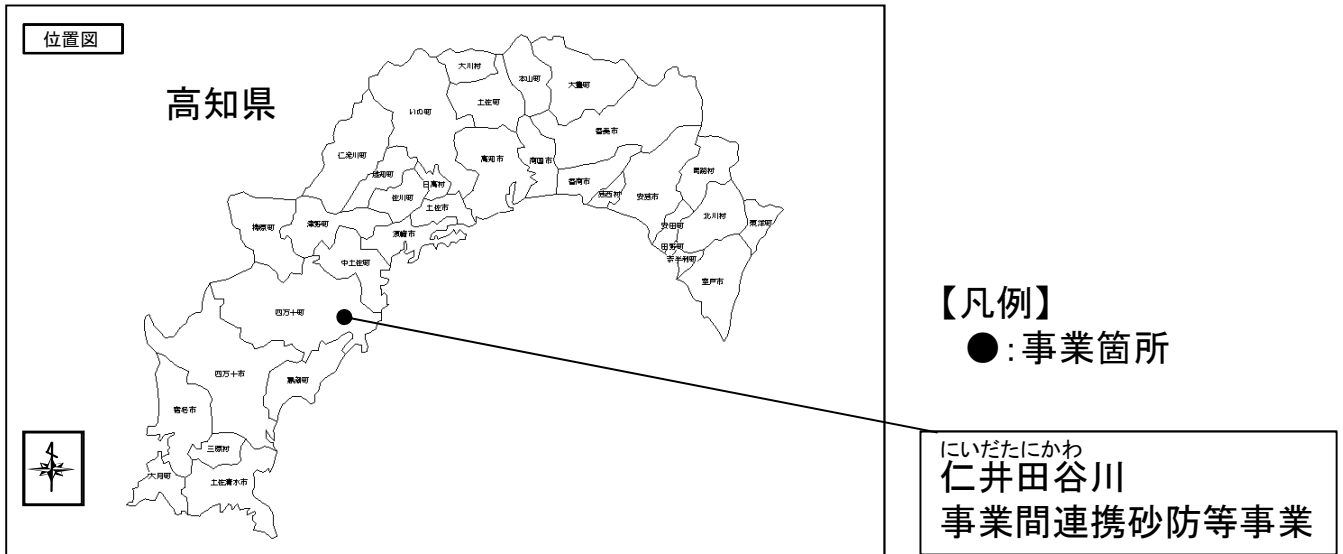 位置図
高知県
大川村
本山町
大豊町
土佐町
いの町
香美市
仁淀川町
高知市
南国市
越知町
日高村
佐川町
土佐市
香南市
芸西村
安芸市
馬路村
北川村
東洋町
安田町
田野町
奈半利町
室戸市
梼原町
津野町
須崎市
中土佐町
四万十町
四万十市
黒潮町
宿毛市
三原村
大月町
土佐清水市
【凡例】
●:事業箇所
にいだたにかわ
仁井田谷川
事業間連携砂防等事業